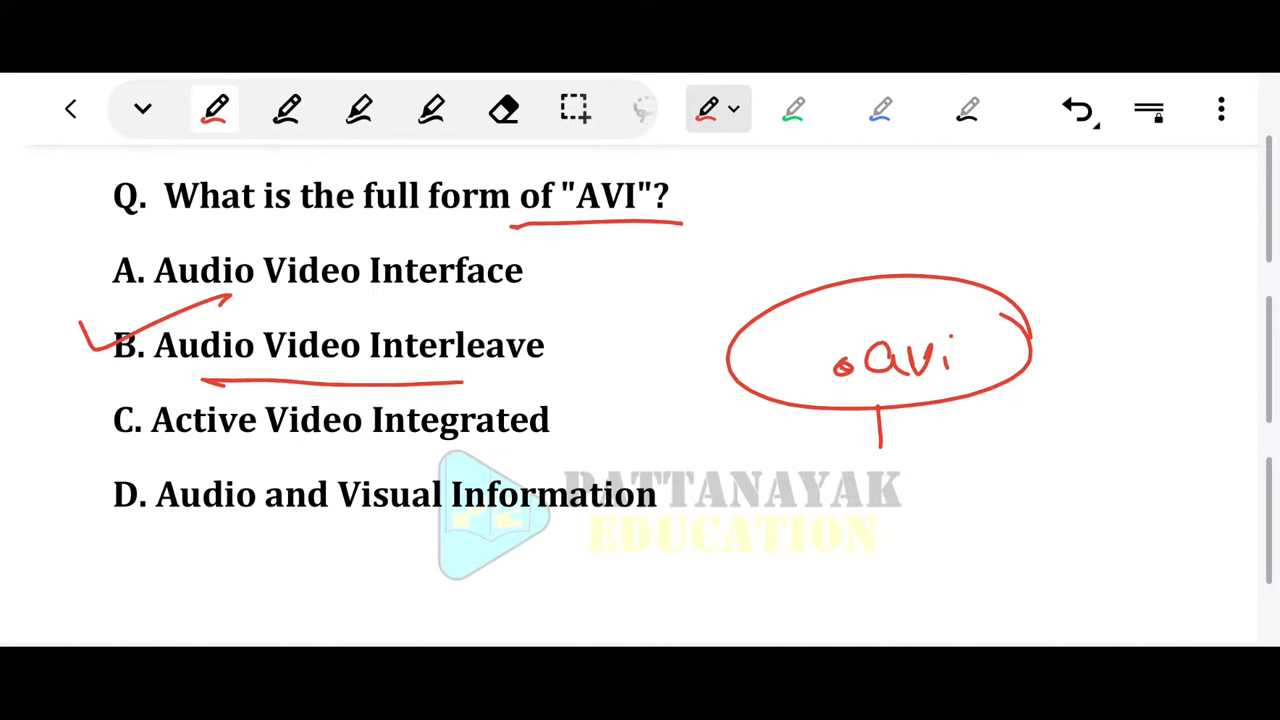 Q. What is the full form of "AVI"?
A. Audio Video Interface
B. Audio Video Interleave
.avi
C. Active Video Integrated
D. Audio and Visual Information
PATTANAYAK
EDUCATION
PE